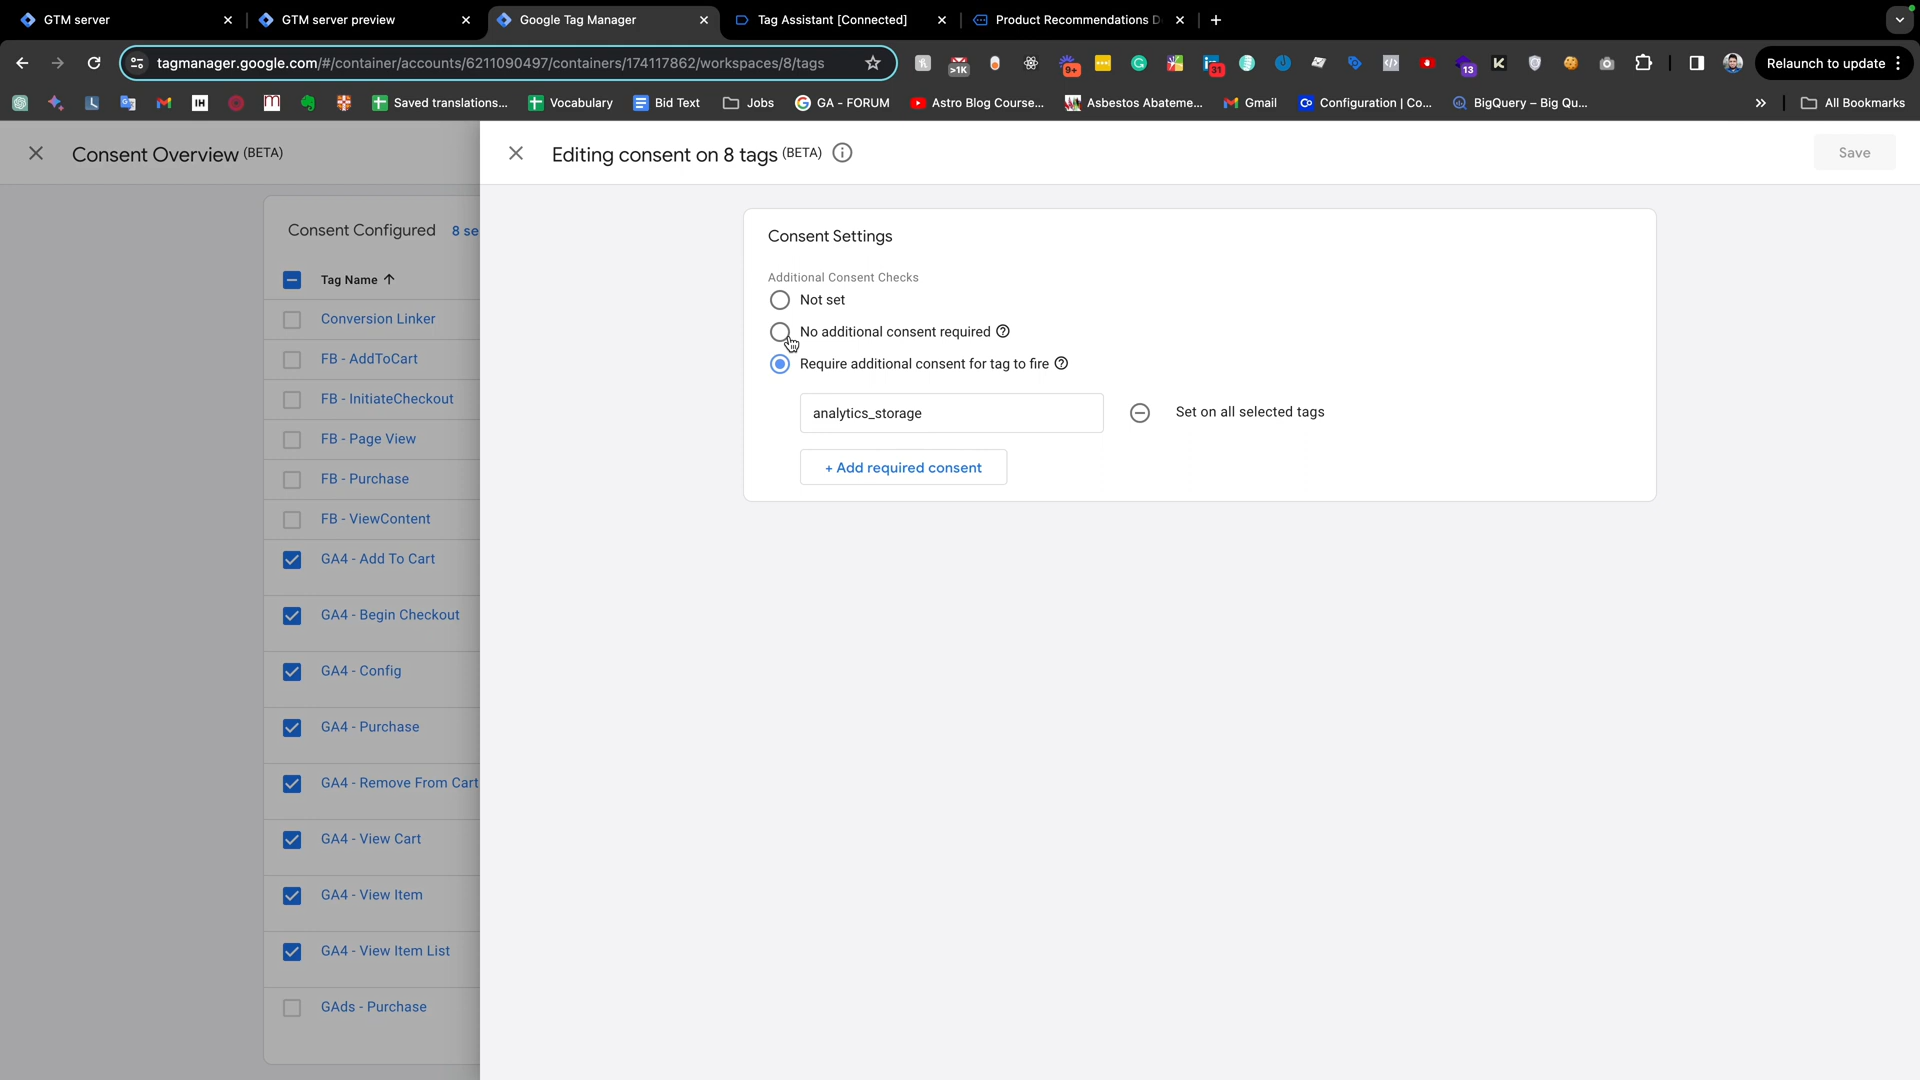 GTM server
GTM server preview
Google Tag Manager
Tag Assistant [Connected]
Product Recommendations D
tagmanager.google.com/#/container/accounts/6211090497/containers/174117862/workspaces/8/tags
>1K
9+
31
13
Relaunch to update
Saved translations...
Vocabulary
Bid Text
Jobs
GA - FORUM
Astro Blog Course...
Asbestos Abateme...
Gmail
Configuration | Co...
BigQuery – Big Qu...
All Bookmarks
Consent Overview (BETA)
Editing consent on 8 tags (BETA)
Save
Consent Configured 8 se
Tag Name
Conversion Linker
FB - AddToCart
FB - InitiateCheckout
FB - Page View
FB - Purchase
FB - ViewContent
GA4 - Add To Cart
GA4 - Begin Checkout
GA4 - Config
GA4 - Purchase
GA4 - Remove From Cart
GA4 - View Cart
GA4 - View Item
GA4 - View Item List
GAds - Purchase
Consent Settings
Additional Consent Checks
Not set
No additional consent required
Require additional consent for tag to fire
analytics_storage
Set on all selected tags
+ Add required consent